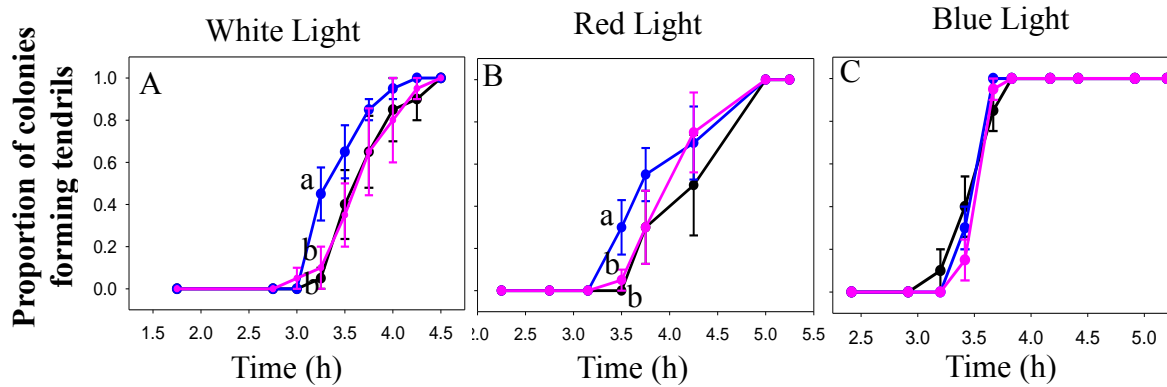 White Light
Red Light
Blue Light
Proportion of colonies
forming tendrils
A
B
C
1.0
0.8
0.6
0.4
0.2
0.0
a
b
b
a
b
b
1.5 2.0 2.5 3.0 3.5 4.0 4.5
2.0 2.5 3.0 3.5 4.0 4.5 5.0 5.5
2.5 3.0 3.5 4.0 4.5 5.0
Time (h)
Time (h)
Time (h)